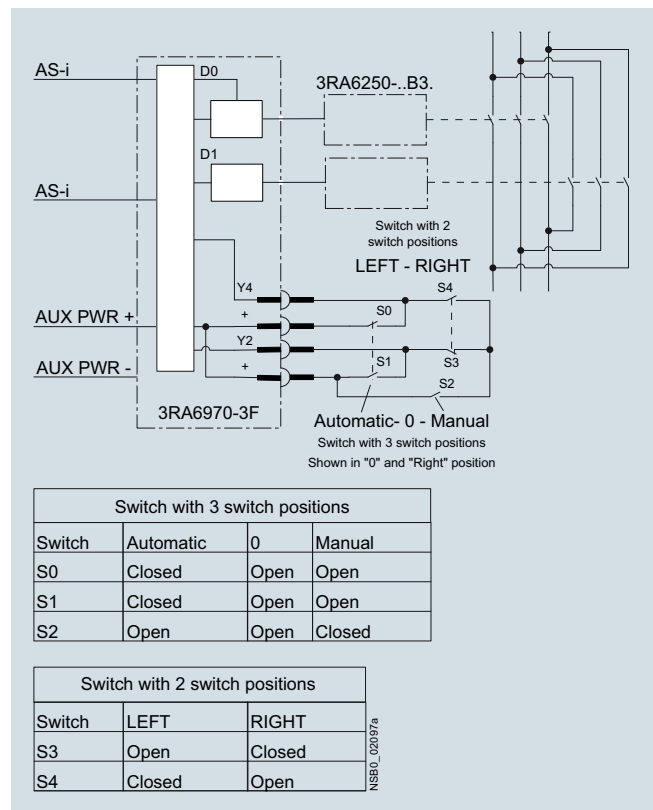 AS-i
D0
3RA6250-..B3.
D1
AS-i
Switch with 2
switch positions
LEFT - RIGHT
Y4
S4
+
S0
AUX PWR +
Y2
S3
+
S1
AUX PWR -
S2
3RA6970-3F
Automatic- 0 - Manual
Switch with 3 switch positions
Shown in "0" and "Right" position
Switch with 3 switch positions
Switch Automatic 0 Manual
S0 Closed Open Open
S1 Closed Open Open
S2 Open Open Closed
Switch with 2 switch positions
Switch LEFT RIGHT
S3 Open Closed
S4 Closed Open
NSB0_02097a